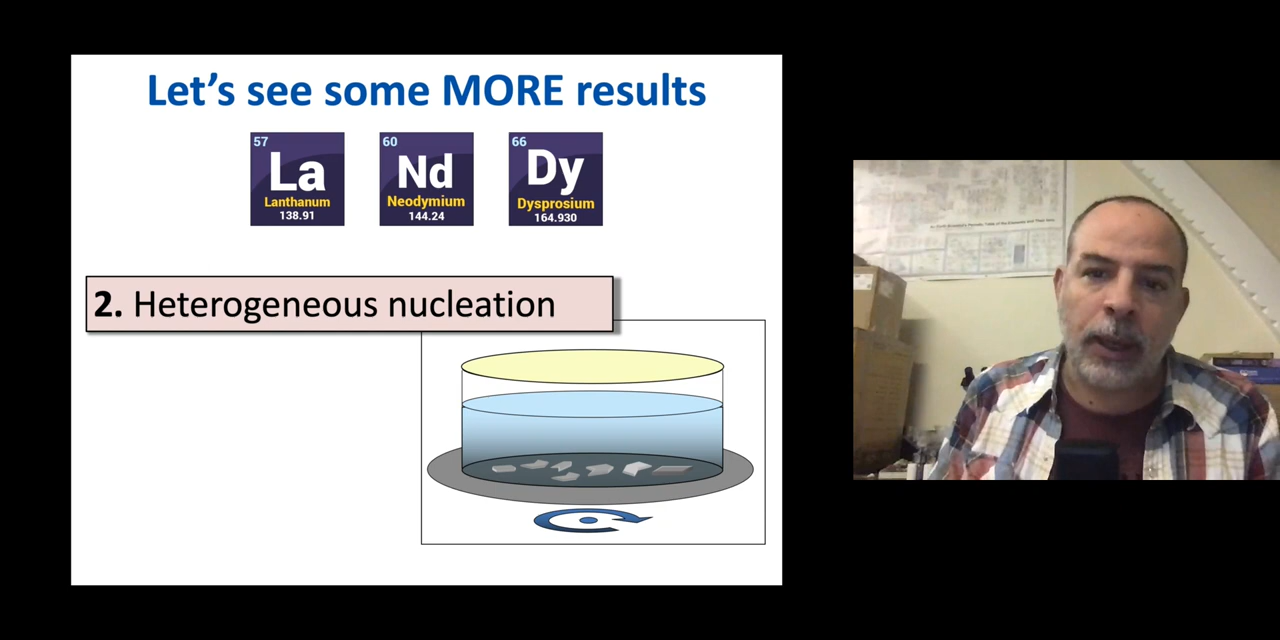 Let's see some MORE results
57
La
Lanthanum
138.91
60
Nd
Neodymium
144.24
66
Dy
Dysprosium
164.930
2. Heterogeneous nucleation